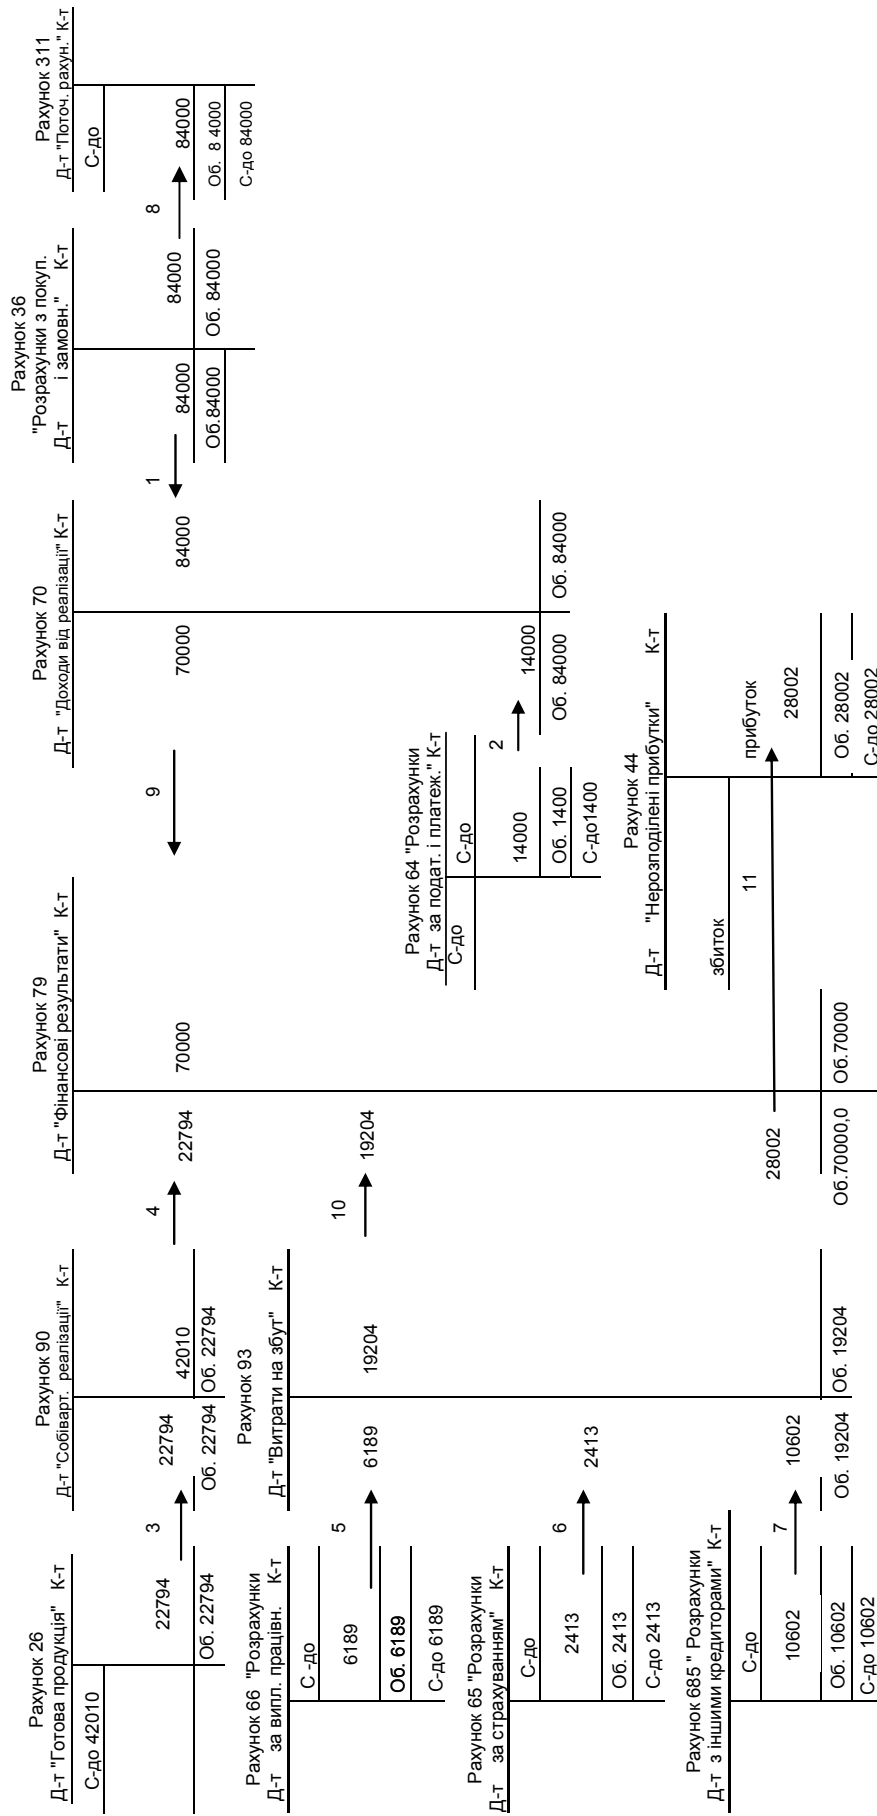 Рахунок 26
Д-т "Готова продукція" К-т
С-до 42010
22794
Об. 22794
3
Рахунок 90
Д-т "Собіварт. реалізації" К-т
22794
42010
Об. 22794
Об. 22794
4
Рахунок 79
Д-т "Фінансові результати" К-т
22794
70000
9
Рахунок 70
Д-т "Доходи від реалізації" К-т
70000
84000
1
Рахунок 36
"Розрахунки з покуп.
Д-т і замовн." К-т
84000
84000
Об.84000
Об. 84000
8
Рахунок 311
Д-т "Поточ. рахун." К-т
С-до
84000
Об. 8 4000
С-до 84000
Рахунок 66 "Розрахунки
Д-т за випл. працівн. К-т
С -до
6189
Об. 6189
С-до 6189
5
Рахунок 93
Д-т "Витрати на збут" К-т
6189
19204
10
19204
Рахунок 64 "Розрахунки
Д-т за подат. і платеж." К-т
С-до
С-до
14000
Об. 1400
С-до1400
2
14000
Об. 84000
Об. 84000
Рахунок 65 "Розрахунки
Д-т за страхуванням" К-т
С-до
2413
Об. 2413
С-до 2413
6
2413
Рахунок 685 " Розрахунки
Д-т з іншими кредиторами" К-т
С-до
10602
Об. 10602
С-до 10602
7
10602
Об. 19204
Об. 19204
28002
Об.70000,0
Об.70000
Рахунок 44
Д-т "Нерозподілені прибутки" К-т
збиток
прибуток
11
28002
Об. 28002
С-до 28002